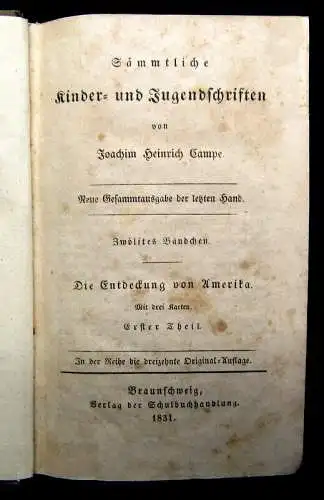 Sämmtliche
Kinder- und Jugendschriften
von
Joachim Heinrich Campe
Neue Gesammtausgabe der letzten Hand.
Zwölftes Bändchen.
Die Entdeckung von Amerika.
Mit drei Karten.
Erster Theil.
In der Reihe die dreizehnte Original-Auflage.
Braunschweig,
Verlag der Schulbuchhandlung.
1831.